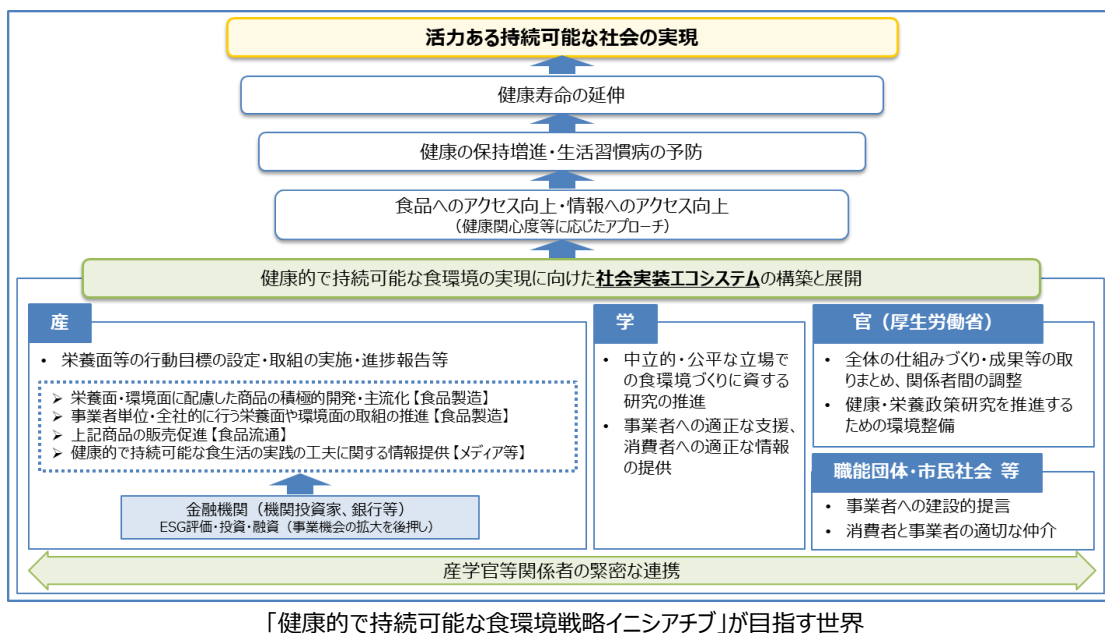 活力ある持続可能な社会の実現
健康寿命の延伸
健康の保持増進・生活習慣病の予防
食品へのアクセス向上・情報へのアクセス向上
（健康関心度等に応じたアプローチ）
健康的で持続可能な食環境の実現に向けた社会実装エコシステムの構築と展開
産
• 栄養面等の行動目標の設定・取組の実施・進捗報告等
➢ 栄養面・環境面に配慮した商品の積極的開発・主流化【食品製造】
➢ 事業者単位・全社的に行う栄養面や環境面の取組の推進【食品製造】
➢ 上記商品の販売促進【食品流通】
➢ 健康的で持続可能な食生活の実践の工夫に関する情報提供【メディア等】
金融機関（機関投資家、銀行等）
ESG評価・投資・融資（事業機会の拡大を後押し）
学
• 中立的・公平な立場で
の食環境づくりに資する
研究の推進
• 事業者への適正な支援、
消費者への適正な情報
の提供
官（厚生労働省）
• 全体の仕組みづくり・成果等の取
りまとめ、関係者間の調整
• 健康・栄養政策研究を推進する
ための環境整備
職能団体・市民社会 等
• 事業者への建設的提言
• 消費者と事業者の適切な仲介
産学官等関係者の緊密な連携
「健康的で持続可能な食環境戦略イニシアチブ」が目指す世界